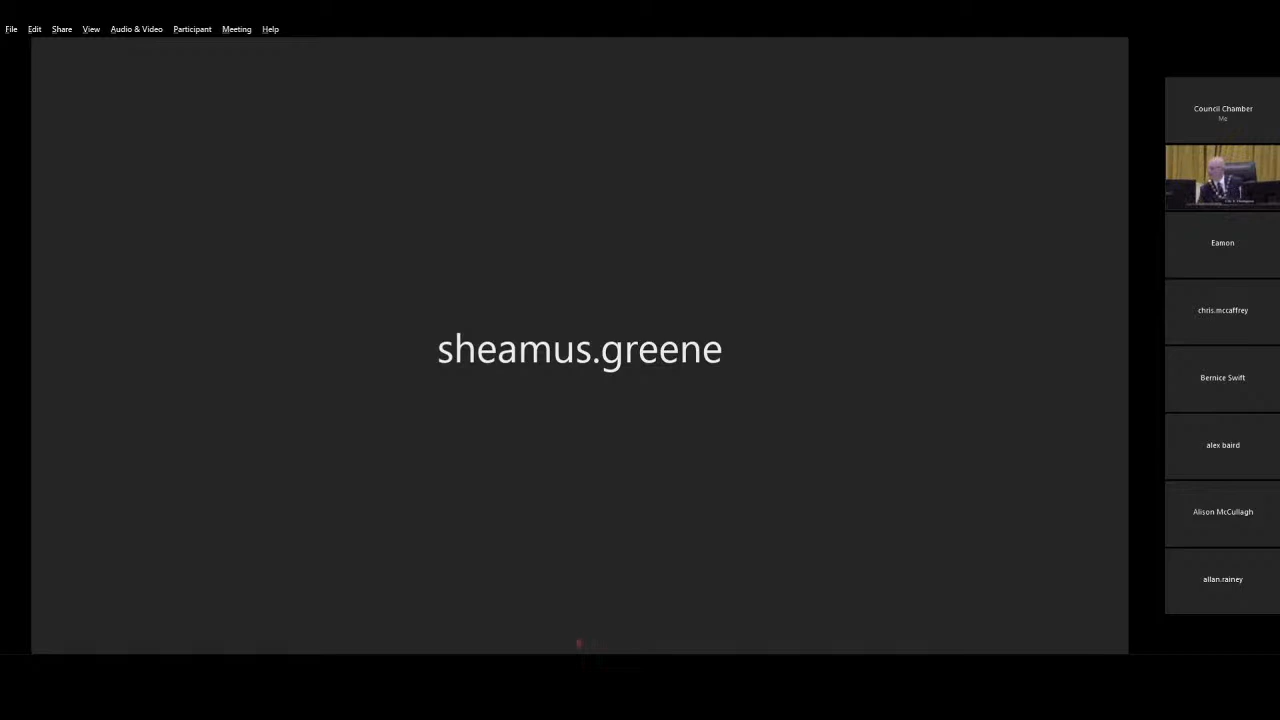 File Edit Share View Audio & Video Participant Meeting Help
Council Chamber
Me
Eamon
chris.mccaffrey
sheamus.greene
Bernice Swift
alex baird
Alison McCullagh
allan.rainey